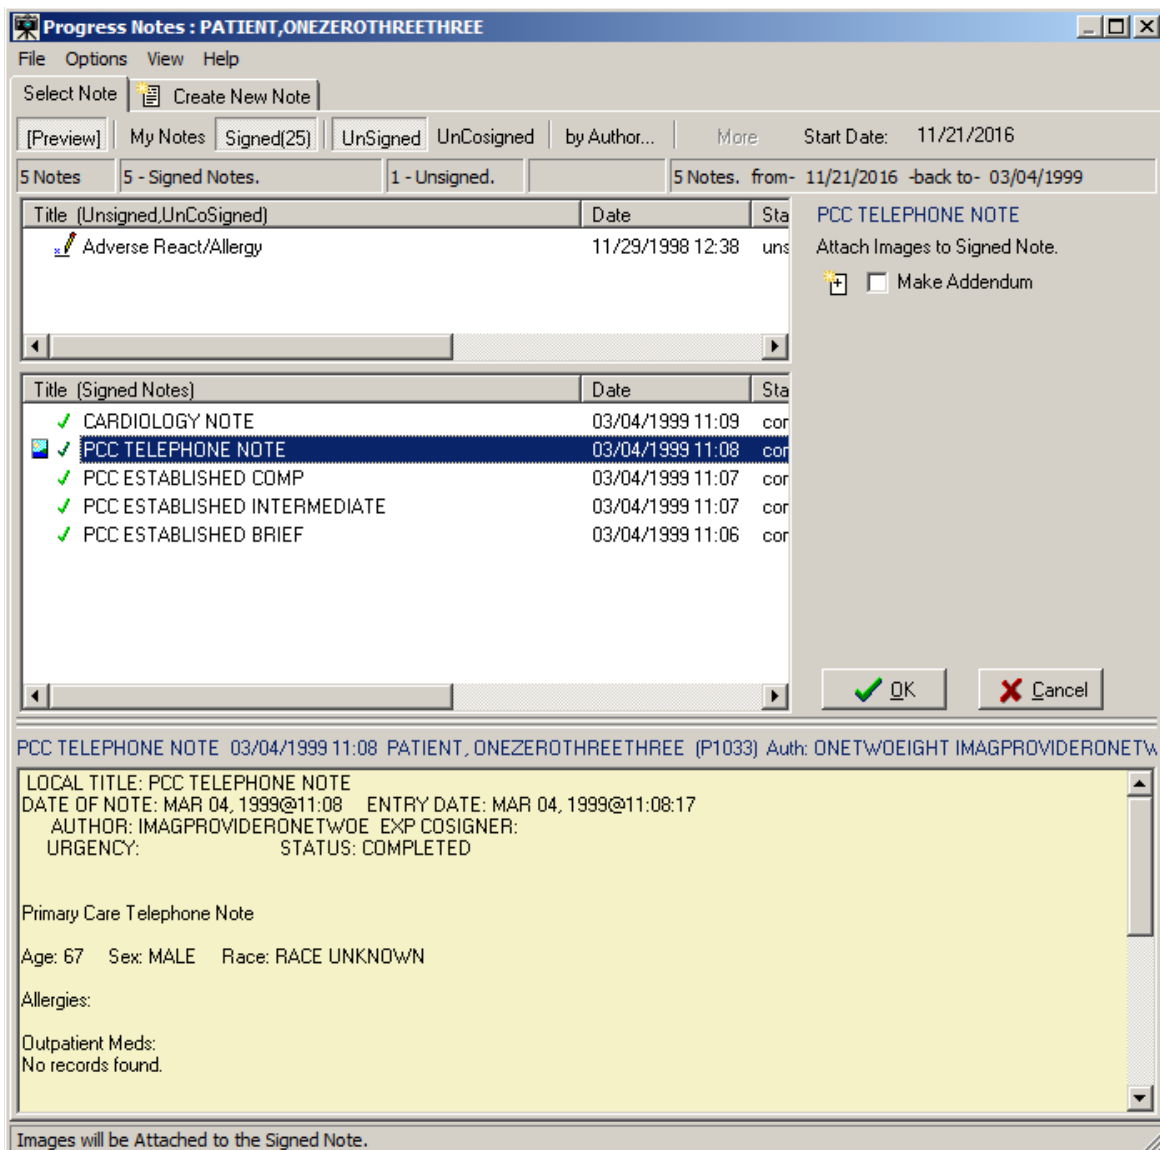 Progress Notes : PATIENT,ONEZEROTHREETHREE
File Options View Help
Select Note Create New Note
[Preview] My Notes Signed(25) UnSigned UnCosigned by Author... More Start Date: 11/21/2016
5 Notes 5 - Signed Notes. 1 - Unsigned. 5 Notes. from- 11/21/2016 -back to- 03/04/1999
Title (Unsigned,UnCoSigned) Date Sta
Adverse React/Allergy 11/29/1998 12:38 uns
PCC TELEPHONE NOTE
Attach Images to Signed Note.
Make Addendum
Title (Signed Notes) Date Sta
CARDIOLOGY NOTE 03/04/1999 11:09 cor
PCC TELEPHONE NOTE 03/04/1999 11:08 cor
PCC ESTABLISHED COMP 03/04/1999 11:07 cor
PCC ESTABLISHED INTERMEDIATE 03/04/1999 11:07 cor
PCC ESTABLISHED BRIEF 03/04/1999 11:06 cor
OK Cancel
PCC TELEPHONE NOTE 03/04/1999 11:08 PATIENT, ONEZEROTHREETHREE (P1033) Auth: ONETWOEIGHT IMAGPROVIDERONETW
LOCAL TITLE: PCC TELEPHONE NOTE
DATE OF NOTE: MAR 04, 1999@11:08 ENTRY DATE: MAR 04, 1999@11:08:17
AUTHOR: IMAGPROVIDERONETWOE EXP COSIGNER:
URGENCY: STATUS: COMPLETED
Primary Care Telephone Note
Age: 67 Sex: MALE Race: RACE UNKNOWN
Allergies:
Outpatient Meds:
No records found.
Images will be Attached to the Signed Note.